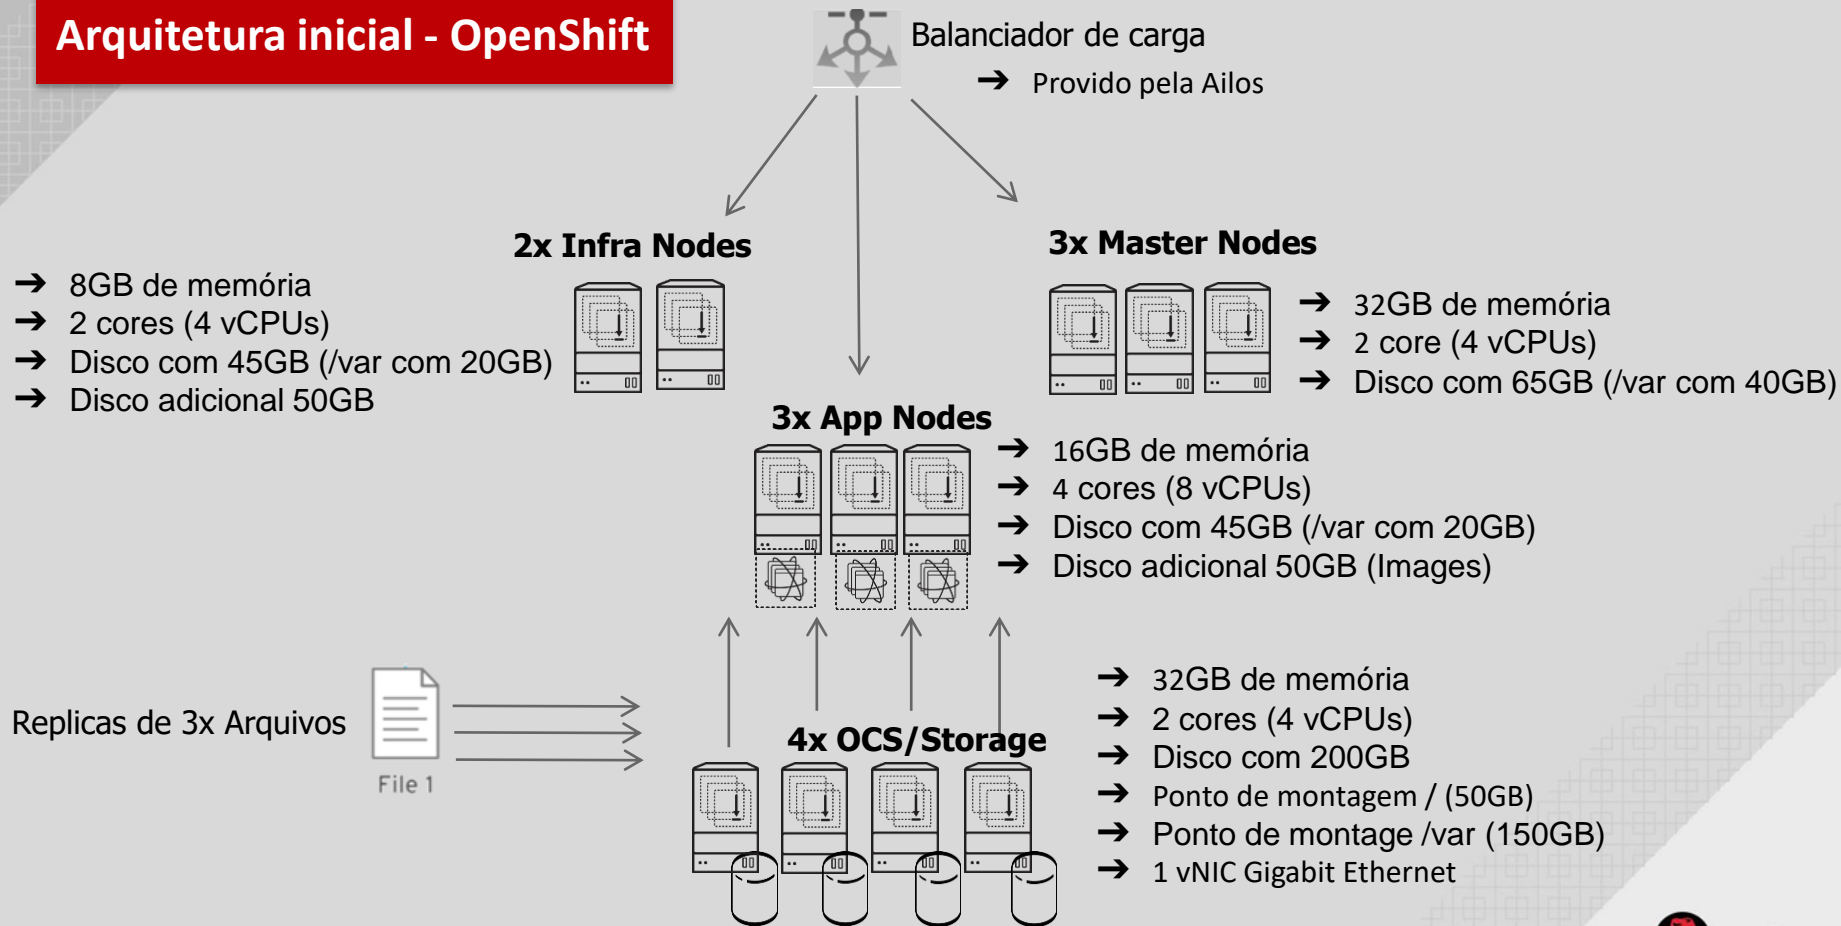 Arquitetura inicial - OpenShift
Balanciador de carga
➔ Provido pela Ailos
2x Infra Nodes
➔ 8GB de memória
➔ 2 cores (4 vCPUs)
➔ Disco com 45GB (/var com 20GB)
➔ Disco adicional 50GB
3x Master Nodes
➔ 32GB de memória
➔ 2 core (4 vCPUs)
➔ Disco com 65GB (/var com 40GB)
3x App Nodes
➔ 16GB de memória
➔ 4 cores (8 vCPUs)
➔ Disco com 45GB (/var com 20GB)
➔ Disco adicional 50GB (Images)
Replicas de 3x Arquivos
File 1
4x OCS/Storage
➔ 32GB de memória
➔ 2 cores (4 vCPUs)
➔ Disco com 200GB
➔ Ponto de montagem / (50GB)
➔ Ponto de montage /var (150GB)
➔ 1 vNIC Gigabit Ethernet